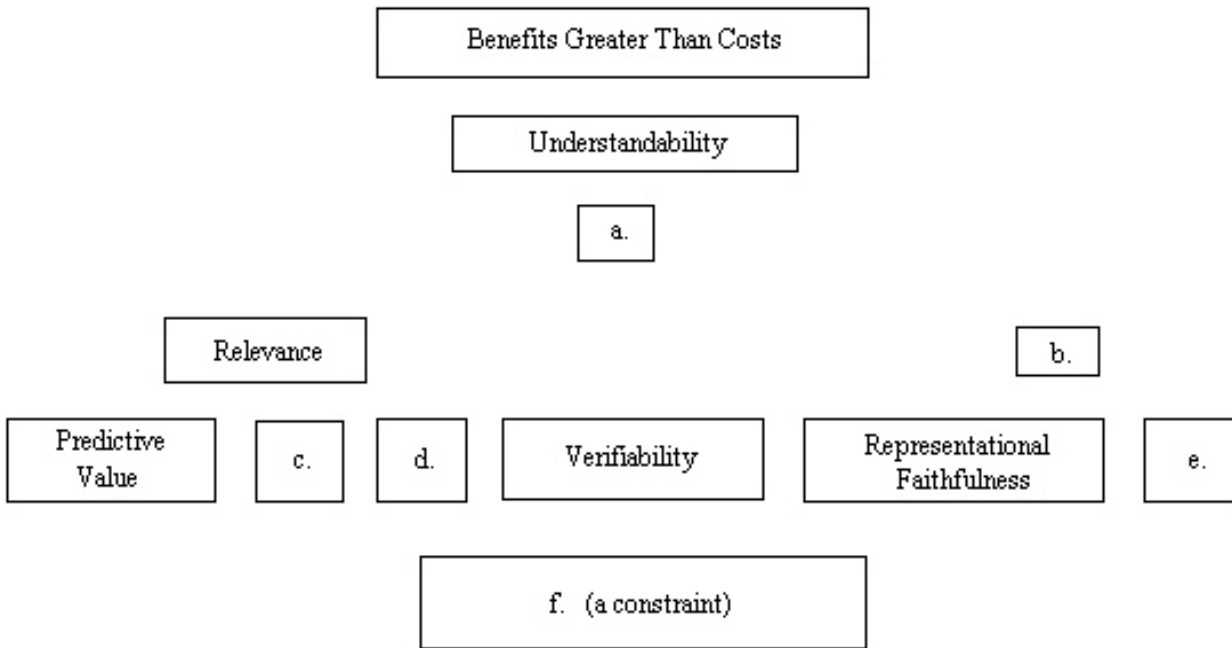 Benefits Greater Than Costs
Understandability
a.
Relevance
b.
Predictive
Value
c.
d.
Verifiability
Representational
Faithfulness
e.
f. (a constraint)